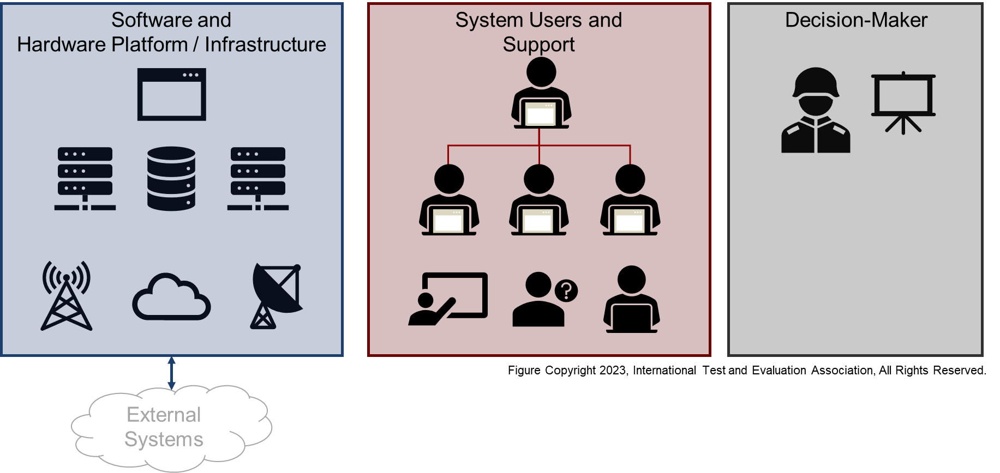 Software and
Hardware Platform / Infrastructure
System Users and
Support
Decision-Maker
?
Figure Copyright 2023, International Test and Evaluation Association, All Rights Reserved.
External
Systems